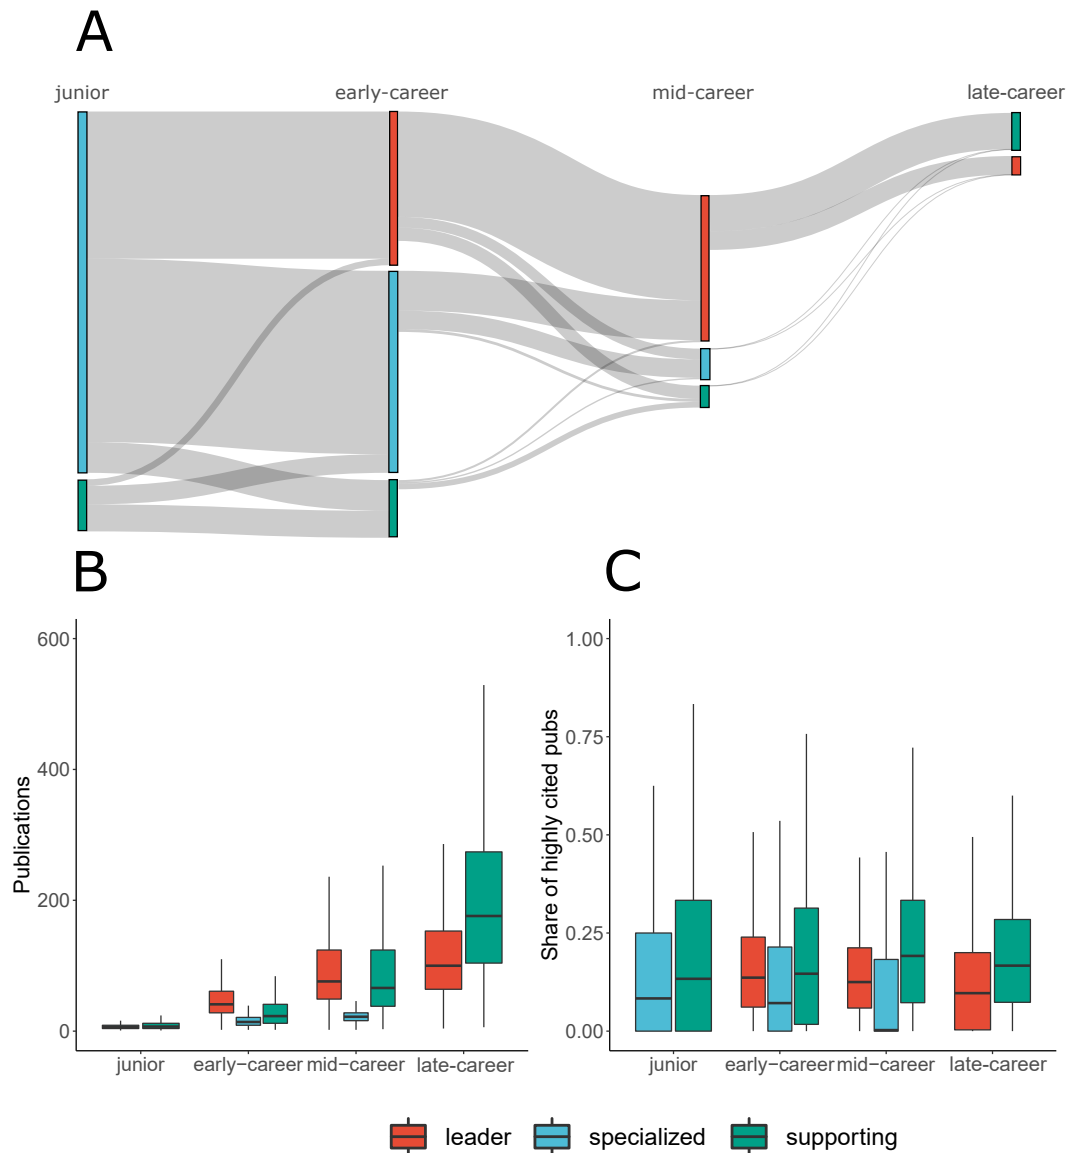 A
junior early-career mid-career late-career
B
C
600
400
200
0
Publications
junior early−career mid−career late-career
1.00
0.75
0.50
0.25
0.00
Share of highly cited pubs
junior early−career mid−career late-career
leader specialized supporting